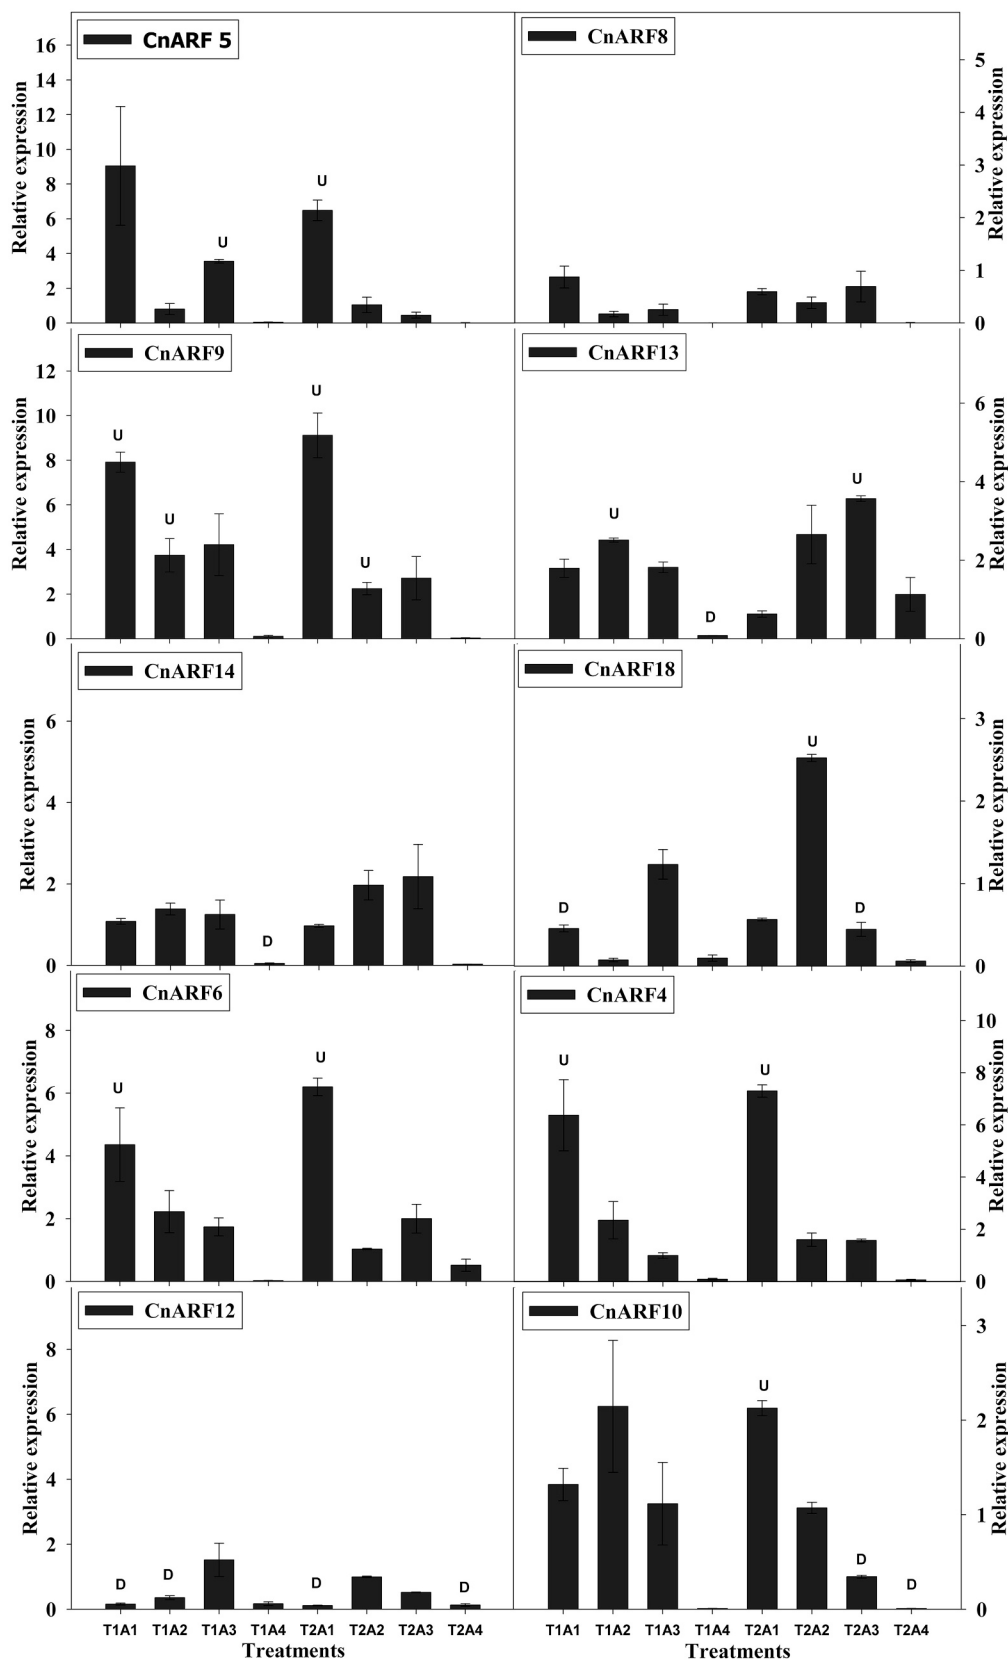 CnARF 5
16
14
12
10
8
6
4
2
0
Relative expression
U
U
CnARF8
5
4
3
2
1
0
Relative expression
CnARF9
12
10
8
6
4
2
0
Relative expression
U
U
U
U
CnARF13
6
4
2
0
Relative expression
U
D
U
CnARF14
6
4
2
0
Relative expression
D
CnARF18
3
2
1
0
Relative expression
D
U
D
CnARF6
8
6
4
2
0
Relative expression
U
U
CnARF4
10
8
6
4
2
0
Relative expression
U
U
CnARF12
8
6
4
2
0
Relative expression
D
D
D
D
T1A1 T1A2 T1A3 T1A4 T2A1 T2A2 T2A3 T2A4
Treatments
CnARF10
3
2
1
0
Relative expression
U
D
D
T1A1 T1A2 T1A3 T1A4 T2A1 T2A2 T2A3 T2A4
Treatments